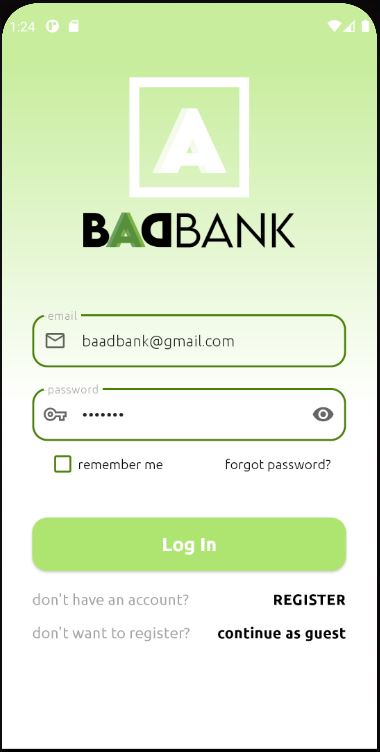 1:24
A
BADBANK
email
baadbank@gmail.com
password
•••••••
remember me forgot password?
Log In
don't have an account? REGISTER
don't want to register? continue as guest